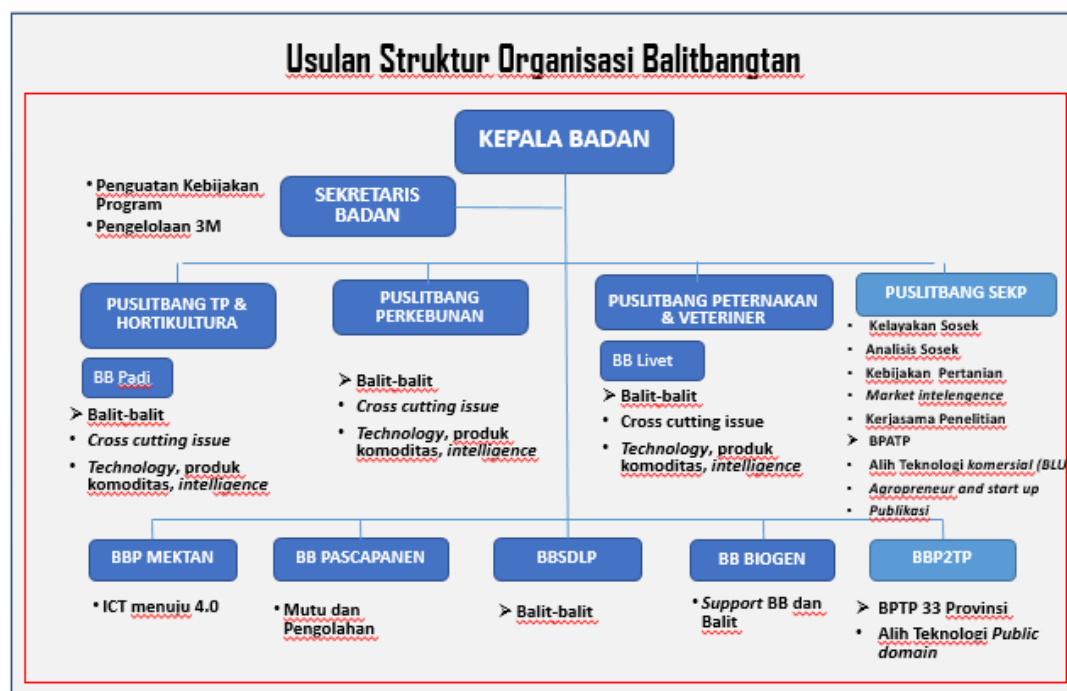 Usulan Struktur Organisasi Balitbangtan
KEPALA BADAN
• Penguatan Kebijakan
Program
• Pengelolaan 3M
SEKRETARIS
BADAN
PUSLITBANG TP &
HORTIKULTURA
BB Padi
➢ Balit-balit
• Cross cutting issue
• Technology, produk
komoditas, intelligence
PUSLITBANG
PERKEBUNAN
➢ Balit-balit
• Cross cutting issue
• Technology, produk
komoditas, intelligence
PUSLITBANG PETERNAKAN
& VETERINER
BB Livet
➢ Balit-balit
• Cross cutting issue
• Technology, produk
komoditas, intelligence
PUSLITBANG SEKP
• Kelayakan Sosek
• Analisis Sosek
• Kebijakan Pertanian
• Market intelengence
• Kerjasama Penelitian
➢ BPATP
• Alih Teknologi komersial (BLU
• Agropreneur and start up
• Publikasi
BBP MEKTAN
• ICT menuju 4.0
BB PASCAPANEN
• Mutu dan
Pengolahan
BBSDLP
➢ Balit-balit
BB BIOGEN
• Support BB dan
Balit
BBP2TP
➢ BPTP 33 Provinsi
• Alih Teknologi Public
domain